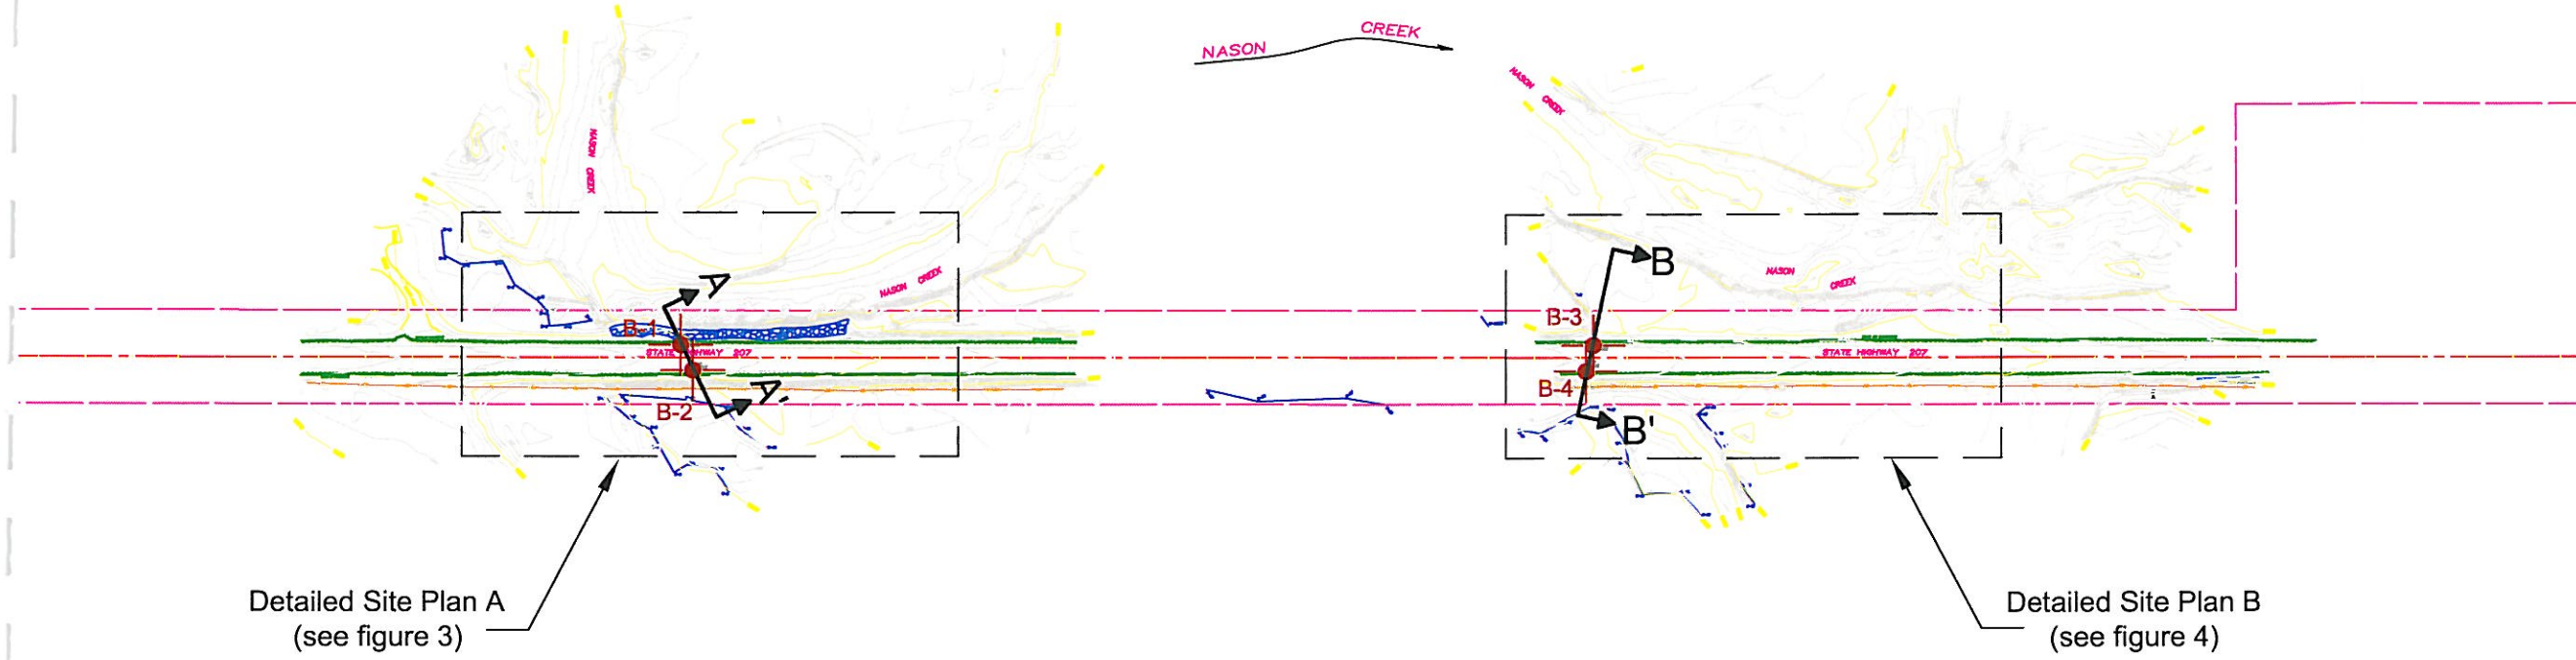 NASON CREEK
NASON CREEK
NASON CREEK
NASON CREEK
NASON CREEK
A
B
B-1
B-3
STATE HIGHWAY 207
STATE HIGHWAY 207
B-2
A'
B-4
B'
Detailed Site Plan A
(see figure 3)
Detailed Site Plan B
(see figure 4)